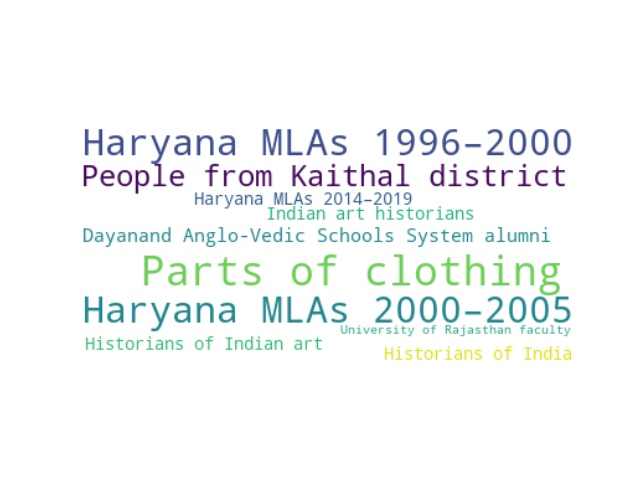 Haryana MLAs 1996–2000
People from Kaithal district
Haryana MLAs 2014–2019
Indian art historians
Dayanand Anglo-Vedic Schools System alumni
Parts of clothing
Haryana MLAs 2000–2005
University of Rajasthan faculty
Historians of Indian art
Historians of India